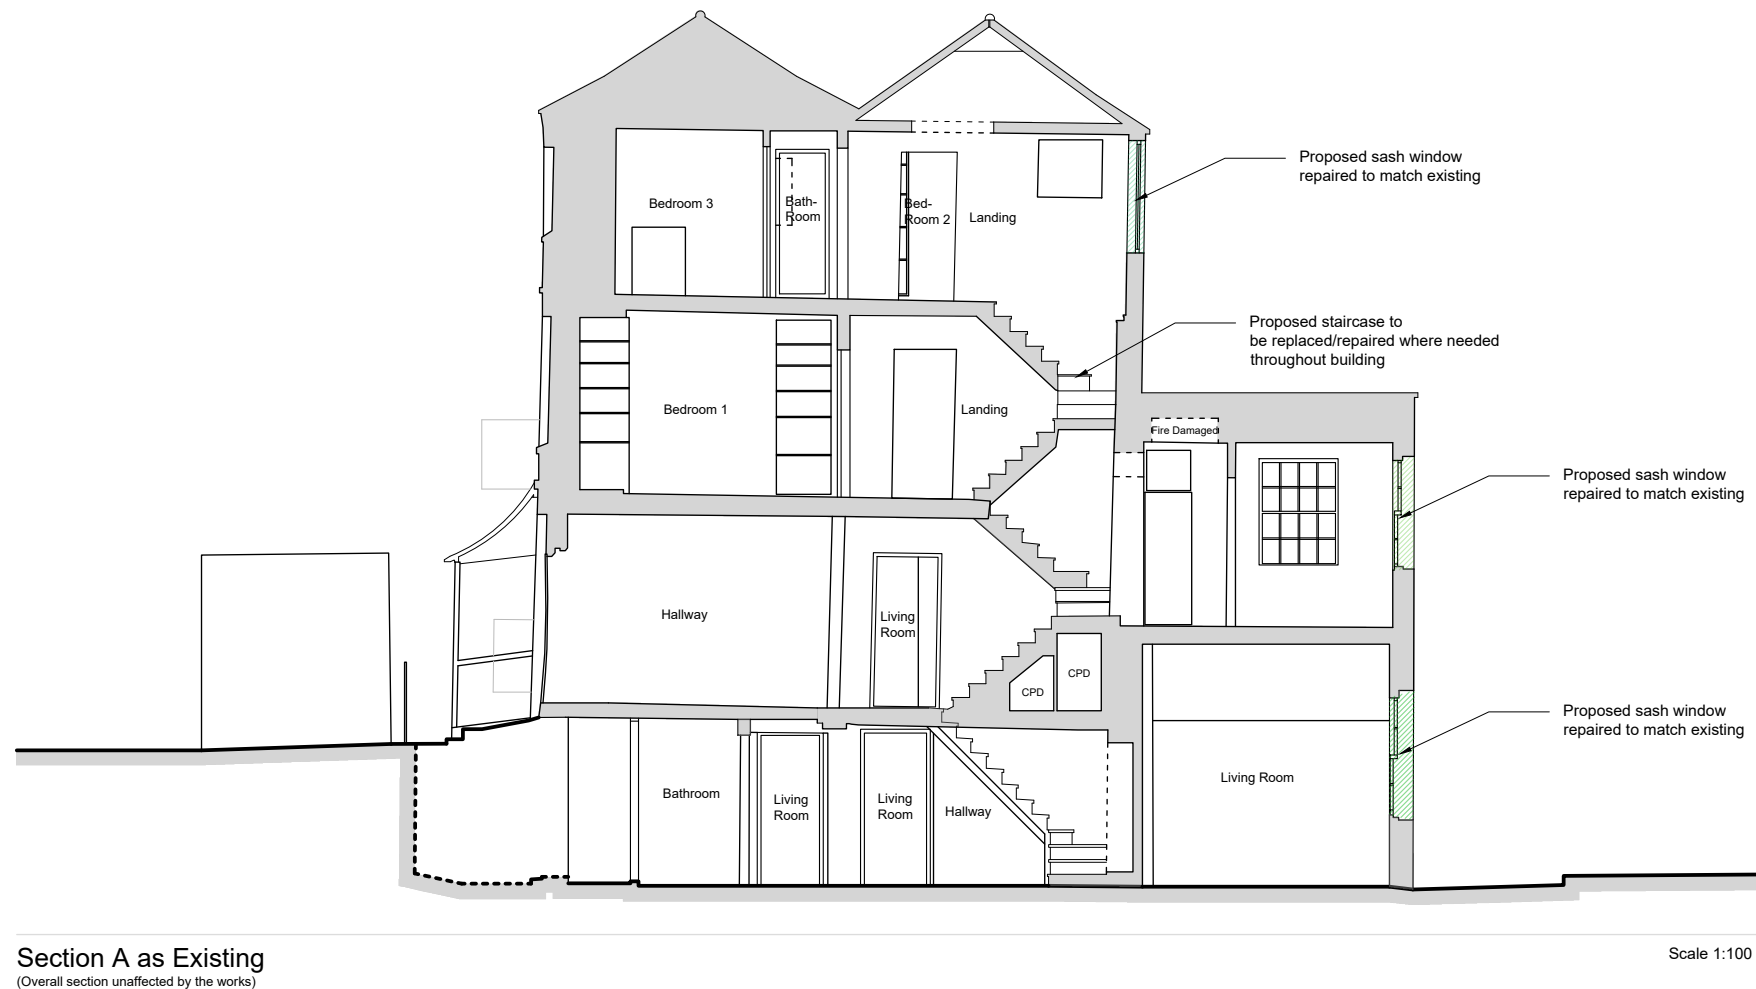 Proposed sash window
repaired to match existing
Bedroom 3
Bath-
Room
Bed-
Room 2
Landing
Proposed staircase to
be replaced/repaired where needed
throughout building
Bedroom 1
Landing
Fire Damaged
Proposed sash window
repaired to match existing
Hallway
Living
Room
CPD
CPD
Proposed sash window
repaired to match existing
Bathroom
Living
Room
Living
Room
Hallway
Living Room
Section A as Existing
(Overall section unaffected by the works)
Scale 1:100